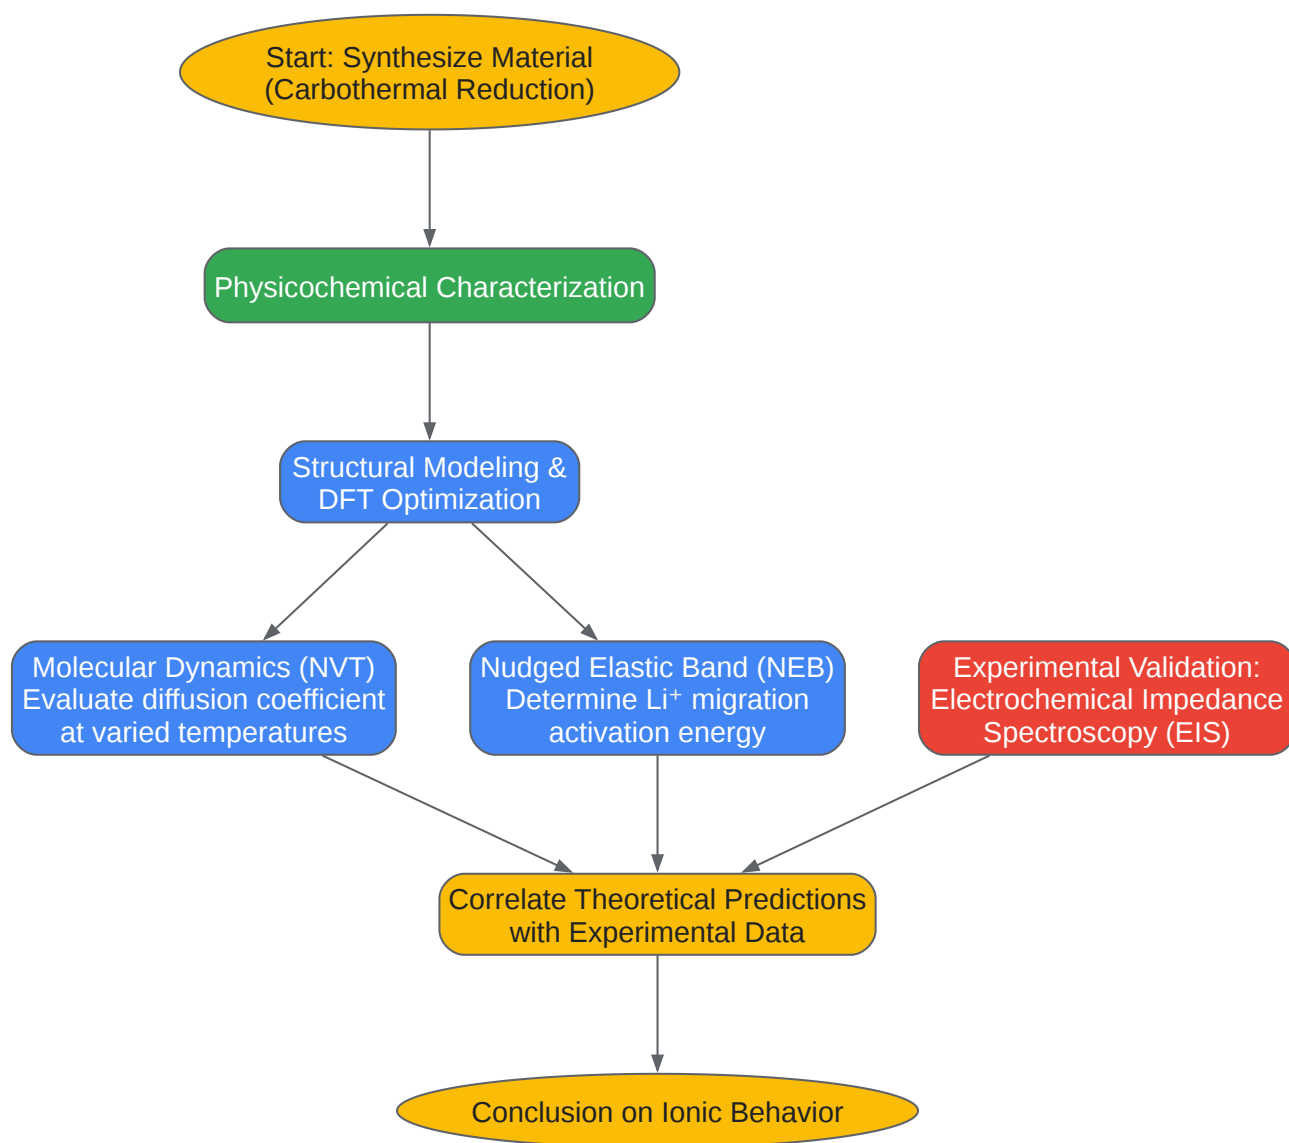 Start: Synthesize Material
(Carbothermal Reduction)
Physicochemical Characterization
Structural Modeling &
DFT Optimization
Molecular Dynamics (NVT)
Evaluate diffusion coefficient
at varied temperatures
Nudged Elastic Band (NEB)
Determine Li⁺ migration
activation energy
Experimental Validation:
Electrochemical Impedance
Spectroscopy (EIS)
Correlate Theoretical Predictions
with Experimental Data
Conclusion on Ionic Behavior